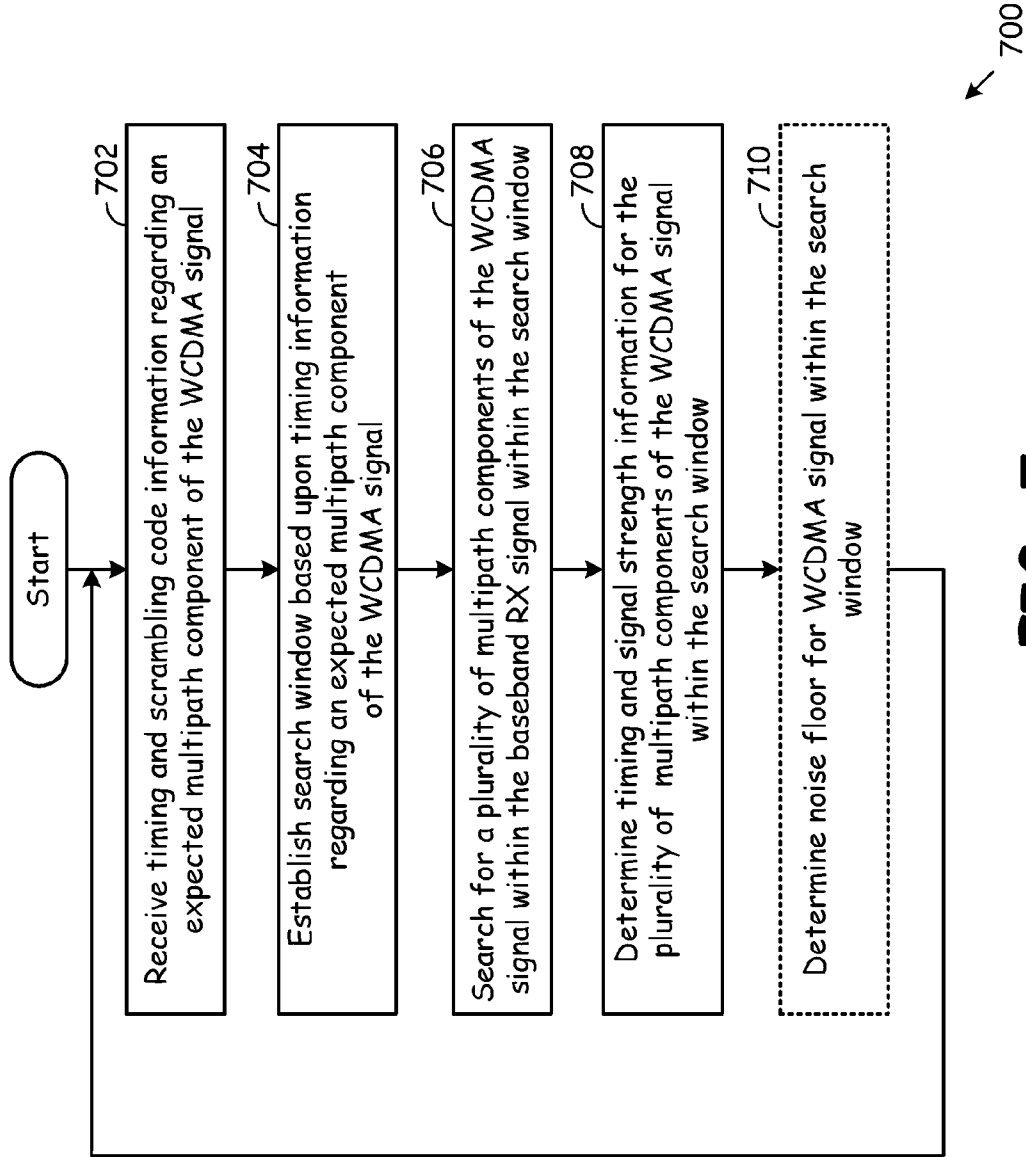 Start
702
Receive timing and scrambling code information regarding an
expected multipath component of the WCDMA signal
704
Establish search window based upon timing information
regarding an expected multipath component
of the WCDMA signal
706
Search for a plurality of multipath components of the WCDMA
signal within the baseband RX signal within the search window
708
Determine timing and signal strength information for the
plurality of multipath components of the WCDMA signal
within the search window
710
Determine noise floor for WCDMA signal within the search
window
700